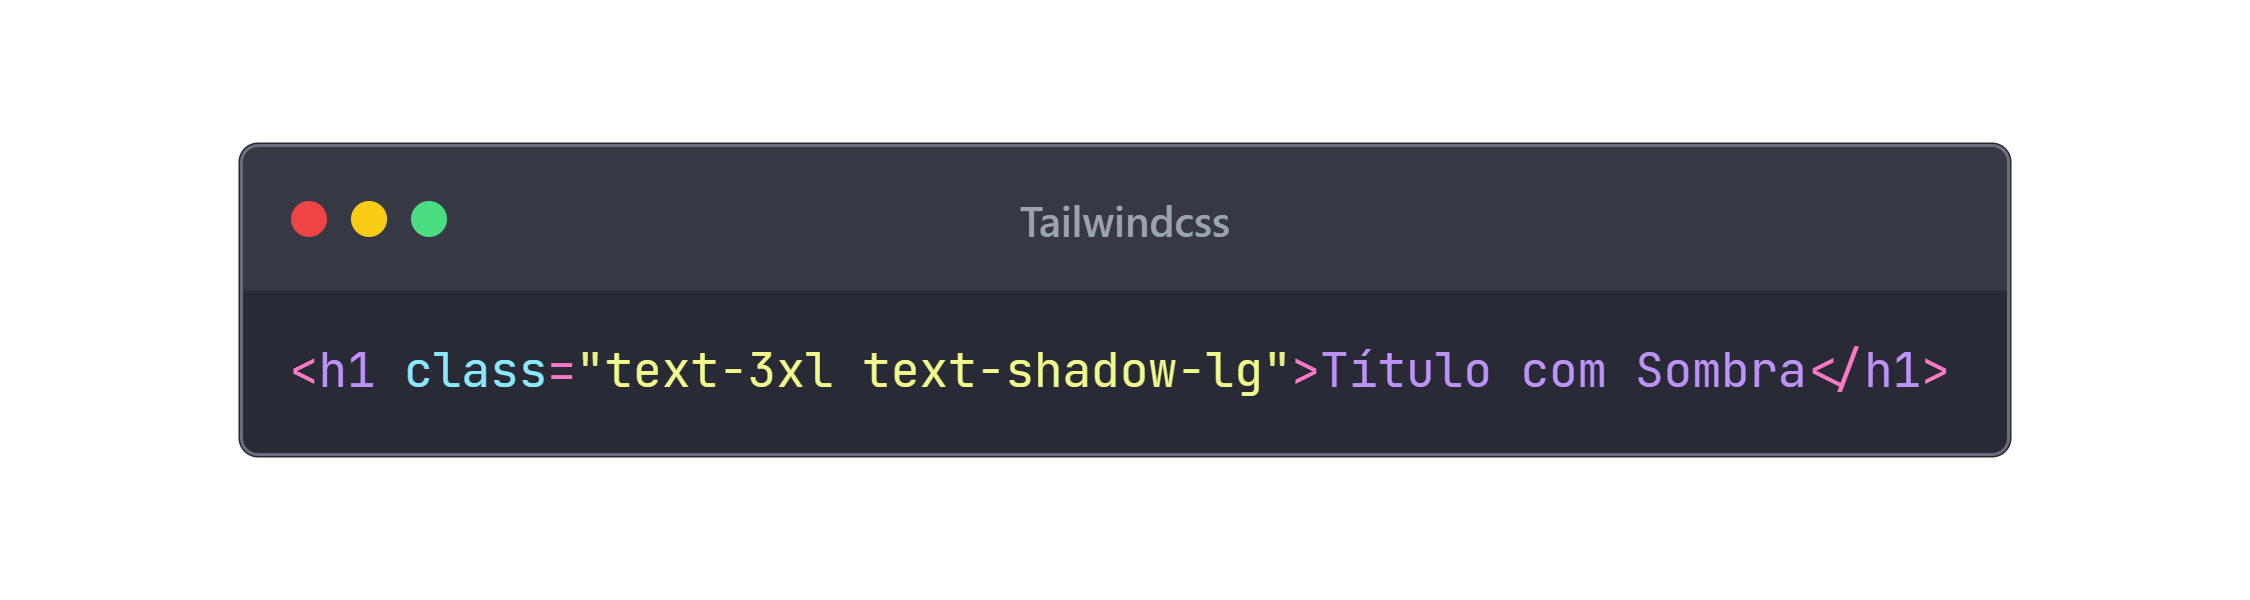 Tailwindcss
<h1 class="text-3xl text-shadow-lg">Título com Sombra</h1>